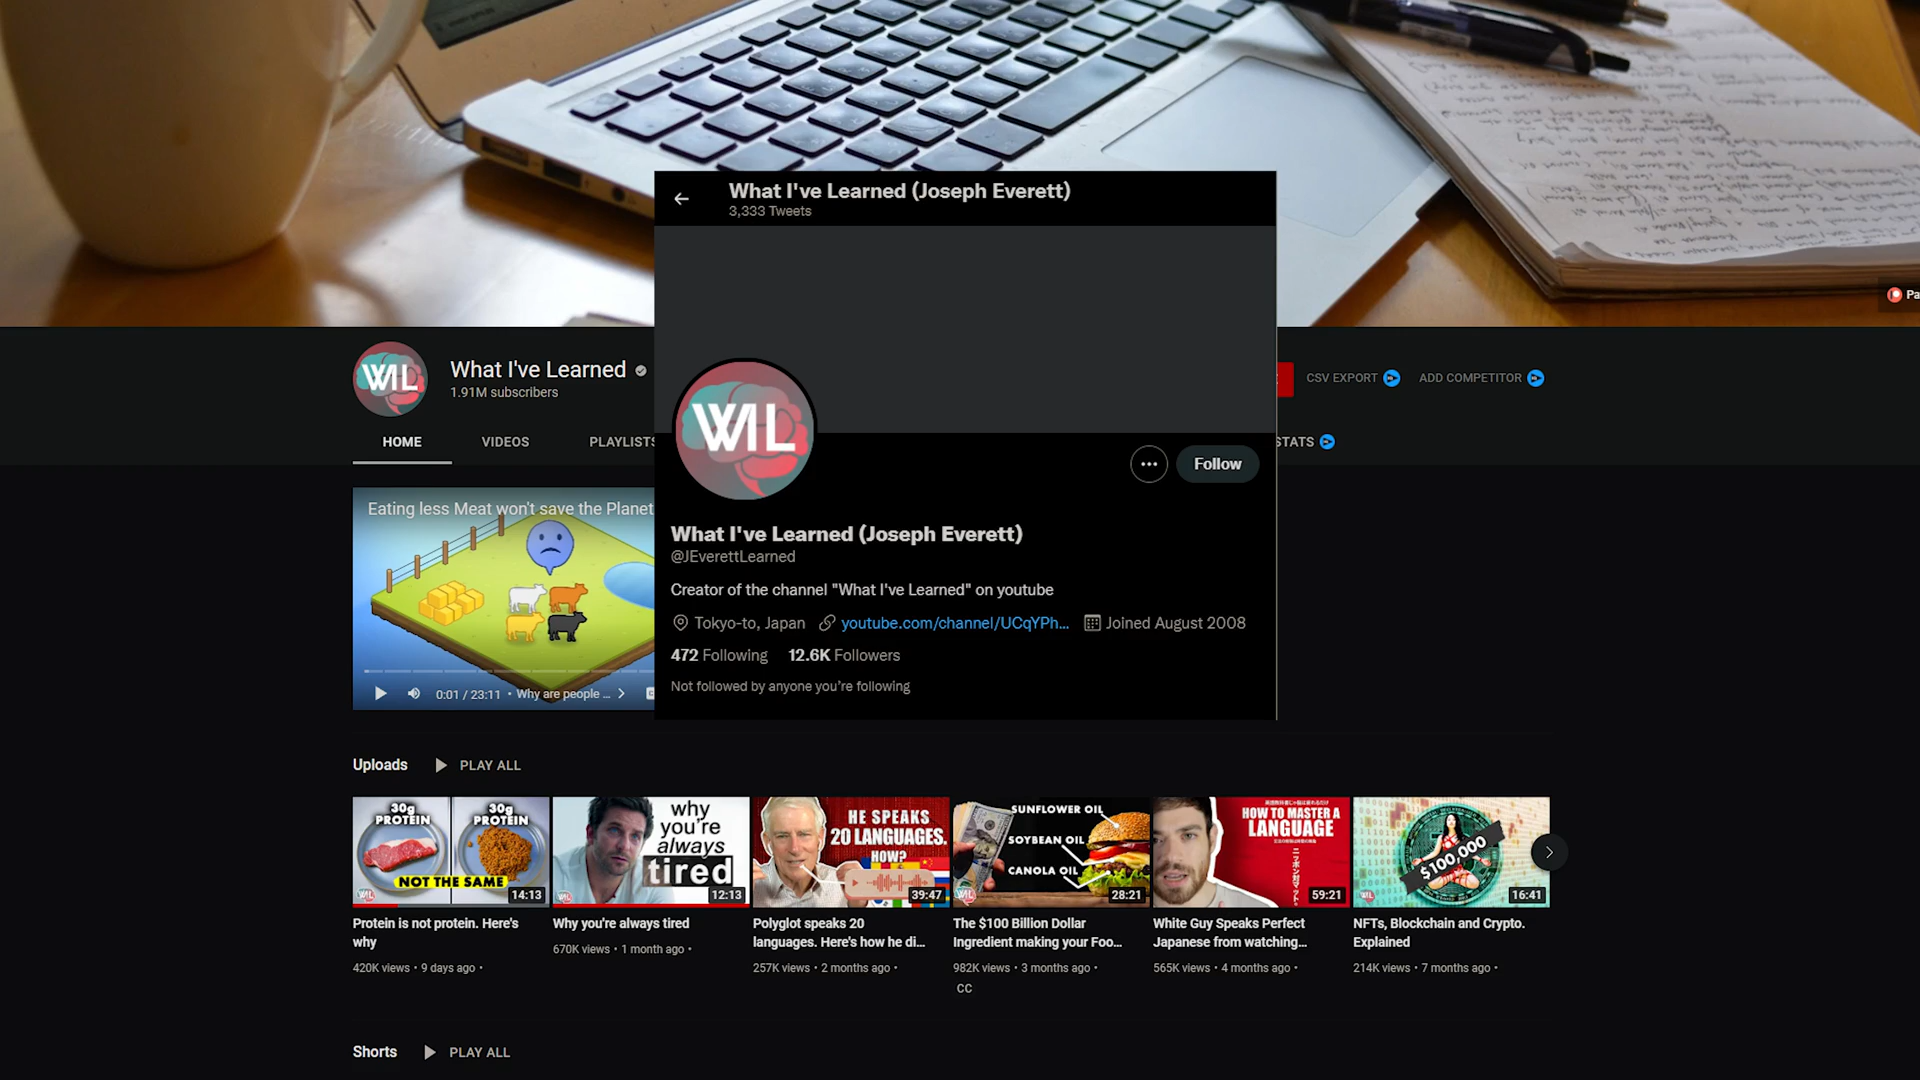 What I've Learned (Joseph Everett)
3,333 Tweets
Pa
What I've Learned
1.91M subscribers
CSV EXPORT
ADD COMPETITOR
HOME
VIDEOS
PLAYLISTS
STATS
WIL
WIL
Follow
Eating less Meat won't save the Planet
0:01 / 23:11 • Why are people ...
What I've Learned (Joseph Everett)
@JEverettLearned
Creator of the channel "What I've Learned" on youtube
Tokyo-to, Japan
youtube.com/channel/UCqYPh...
Joined August 2008
472 Following
12.6K Followers
Not followed by anyone you're following
Uploads
PLAY ALL
30g PROTEIN
30g PROTEIN
NOT THE SAME
14:13
why you're always tired
12:13
HE SPEAKS
20 LANGUAGES.
HOW?
39:47
SUNFLOWER OIL
SOYBEAN OIL
CANOLA OIL
28:21
HOW TO MASTER A
LANGUAGE
59:21
$100,000
16:41
Protein is not protein. Here's
why
420K views • 9 days ago •
Why you're always tired
670K views • 1 month ago •
Polyglot speaks 20
languages. Here's how he di...
257K views • 2 months ago •
The $100 Billion Dollar
Ingredient making your Foo...
982K views • 3 months ago •
CC
White Guy Speaks Perfect
Japanese from watching...
565K views • 4 months ago •
NFTs, Blockchain and Crypto.
Explained
214K views • 7 months ago •
Shorts
PLAY ALL